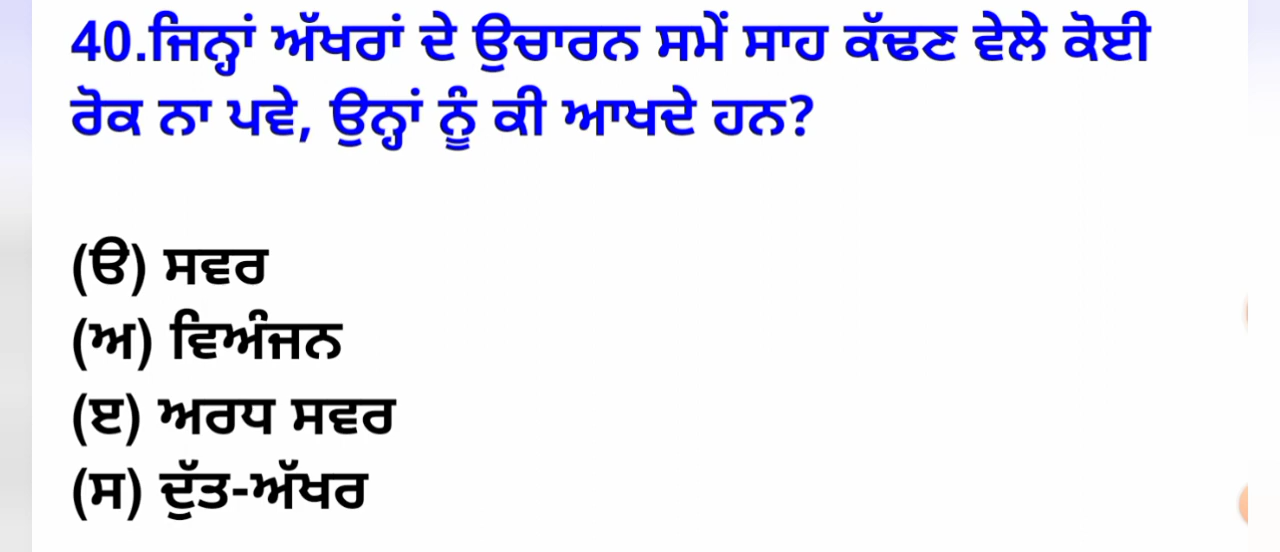 40.ਜਿਨ੍ਹਾਂ ਅੱਖਰਾਂ ਦੇ ਉਚਾਰਨ ਸਮੇਂ ਸਾਹ ਕੱਢਣ ਵੇਲੇ ਕੋਈ
ਰੋਕ ਨਾ ਪਵੇ, ਉਨ੍ਹਾਂ ਨੂੰ ਕੀ ਆਖਦੇ ਹਨ?
(ੳ) ਸਵਰ
(ਅ) ਵਿਅੰਜਨ
(ੲ) ਅਰਧ ਸਵਰ
(ਸ) ਦੁੱਤ-ਅੱਖਰ